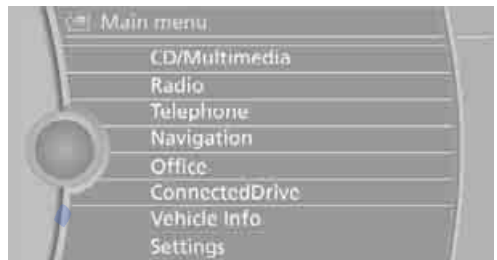 Main menu
CD/Multimedia
Radio
Telephone
Navigation
Office
ConnectedDrive
Vehicle Info
Settings